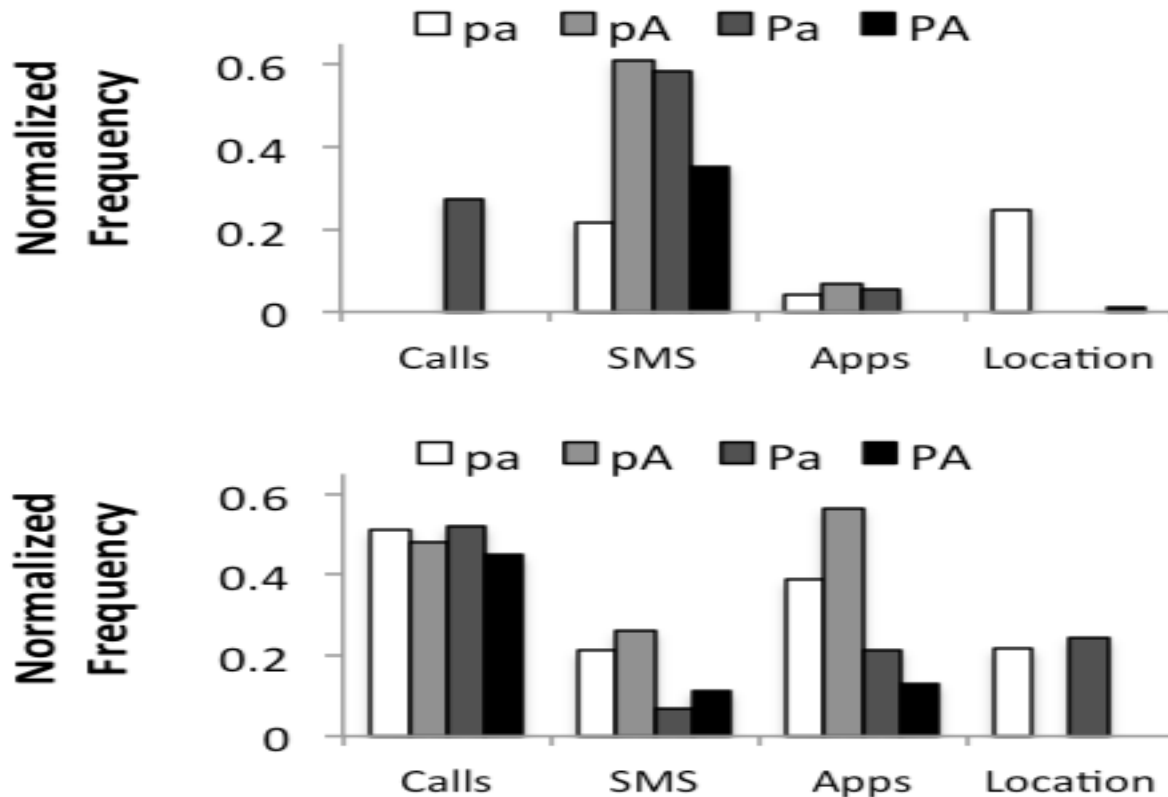 pa pA Pa PA
Normalized
Frequency
0.6
0.4
0.2
0
Calls SMS Apps Location
pa pA Pa PA
Normalized
Frequency
0.6
0.4
0.2
0
Calls SMS Apps Location